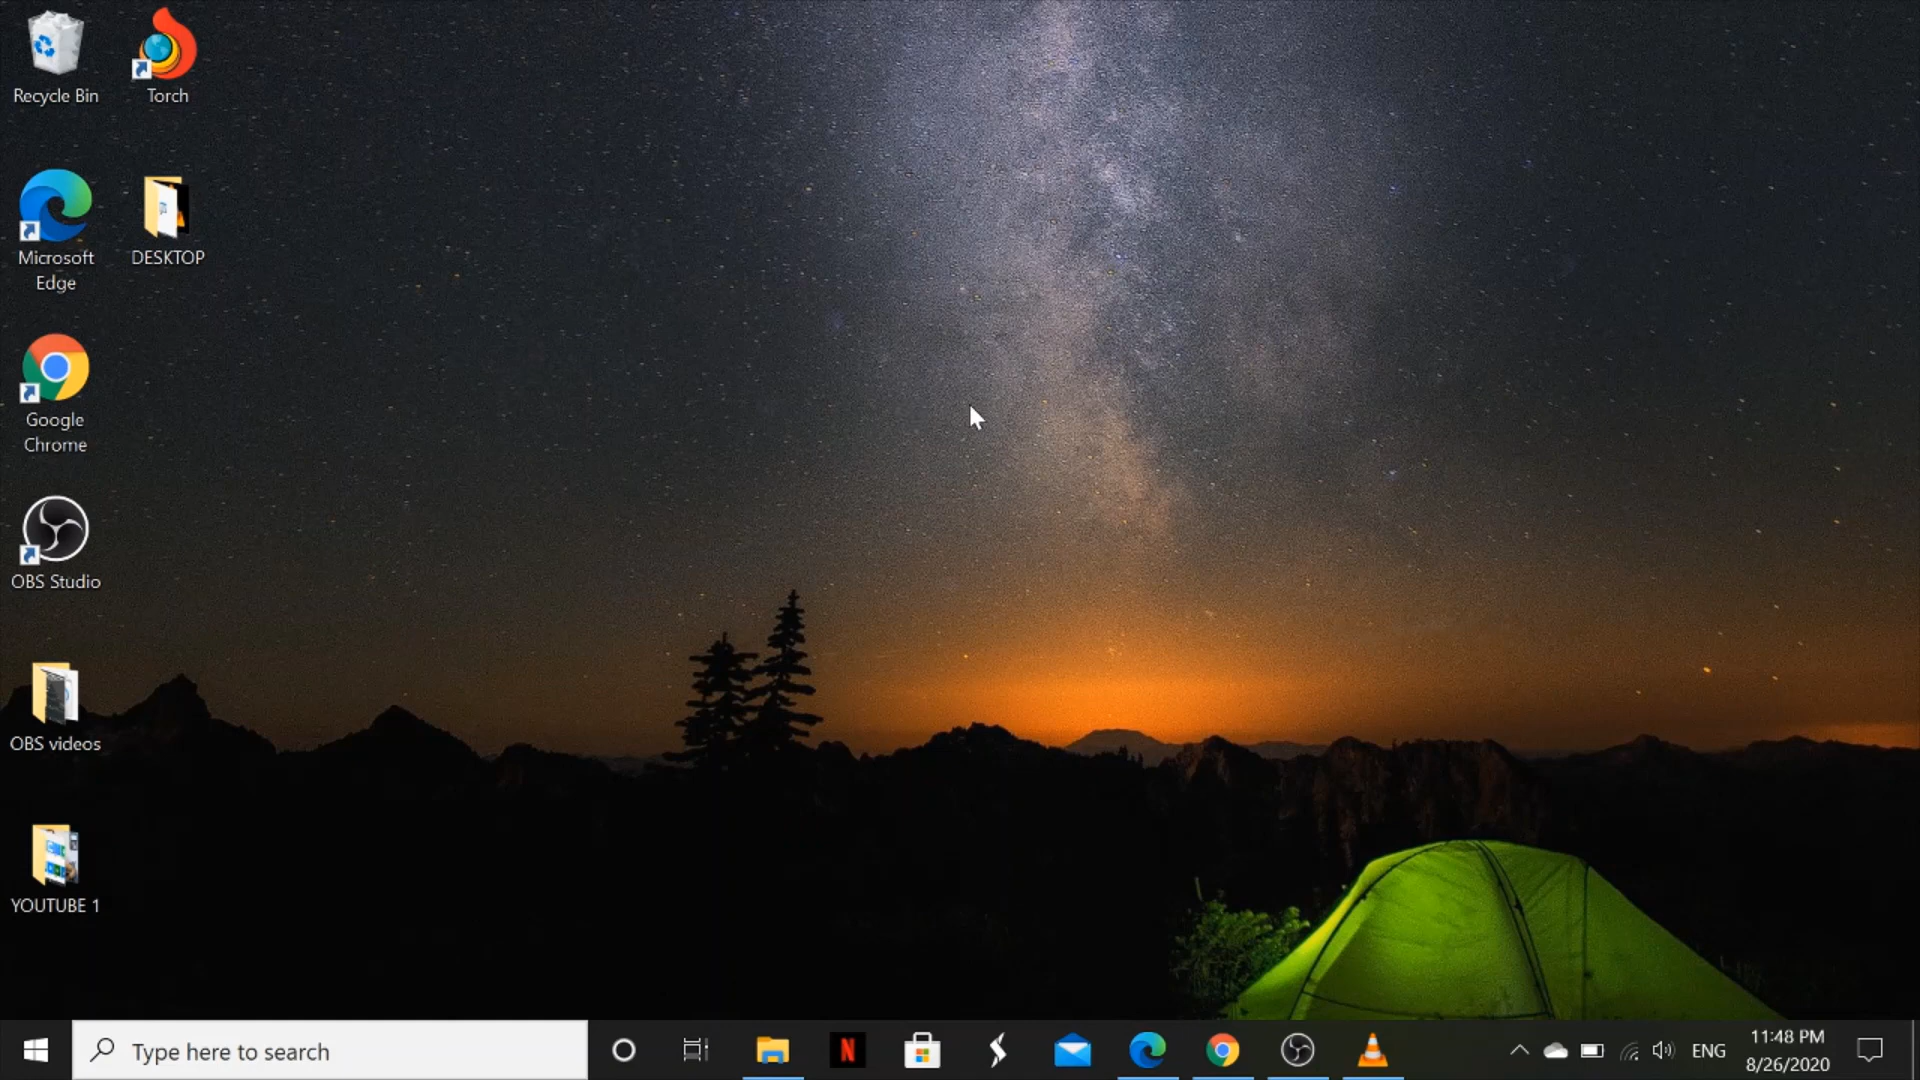 Recycle Bin
Torch
Microsoft
Edge
DESKTOP
Google
Chrome
OBS Studio
OBS videos
YOUTUBE 1
Type here to search
N
ENG
11:48 PM
8/26/2020